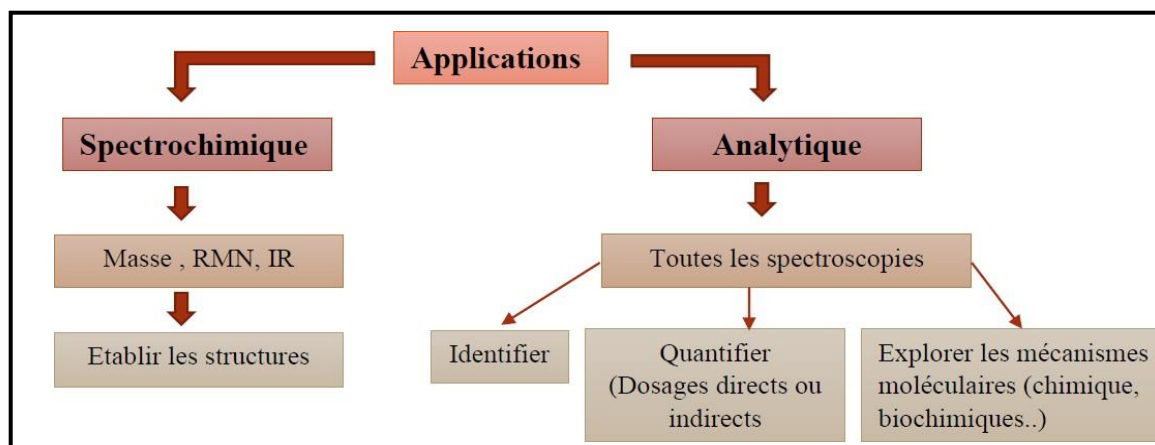 Applications
Spectrochimique
Analytique
Masse , RMN, IR
Toutes les spectroscopies
Etablir les structures
Identifier
Quantifier
(Dosages directs ou
indirects
Explorer les mécanismes
moléculaires (chimique,
biochimiques..)